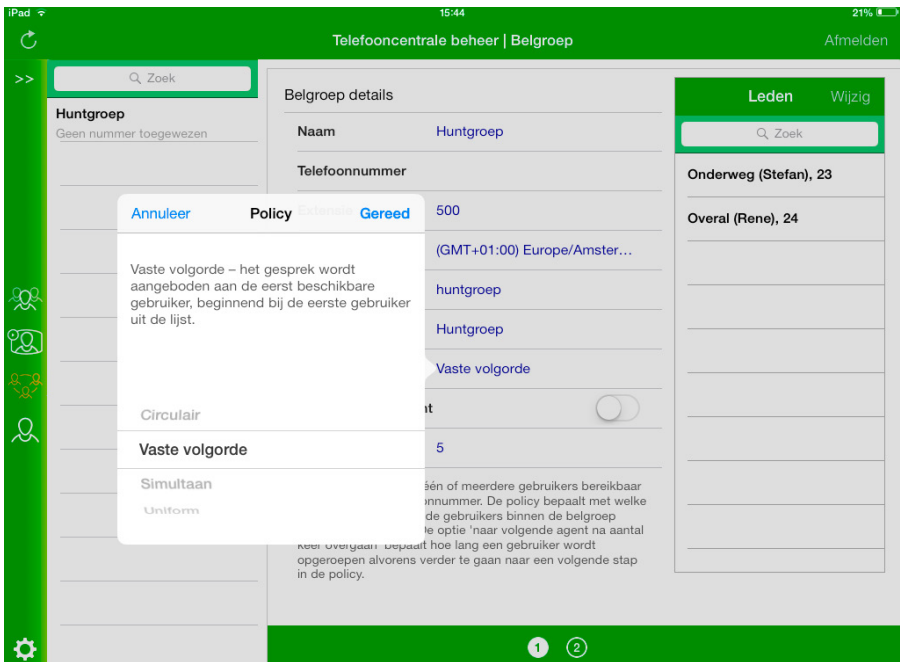 iPad 15:44 21%
Telefooncentrale beheer | Belgroep Afmelden
>>
Zoek
Huntgroep
Geen nummer toegewezen
Belgroep details
Naam Huntgroep
Telefoonnummer
Extensie 500
(GMT+01:00) Europe/Amster...
huntgroep
Huntgroep
Vaste volgorde
nt
5
één of meerdere gebruikers bereikbaar
onnummer. De policy bepaalt met welke
de gebruikers binnen de belgroep
De optie 'naar volgende agent na aantal
keer overgaan' bepaalt hoe lang een gebruiker wordt
opgeroepen alvorens verder te gaan naar een volgende stap
in de policy.
Annuleer Policy Gereed
Vaste volgorde – het gesprek wordt
aangeboden aan de eerst beschikbare
gebruiker, beginnend bij de eerste gebruiker
uit de lijst.
Circulair
Vaste volgorde
Simultaan
Uniform
Leden Wijzig
Zoek
Onderweg (Stefan), 23
Overal (Rene), 24
1 2